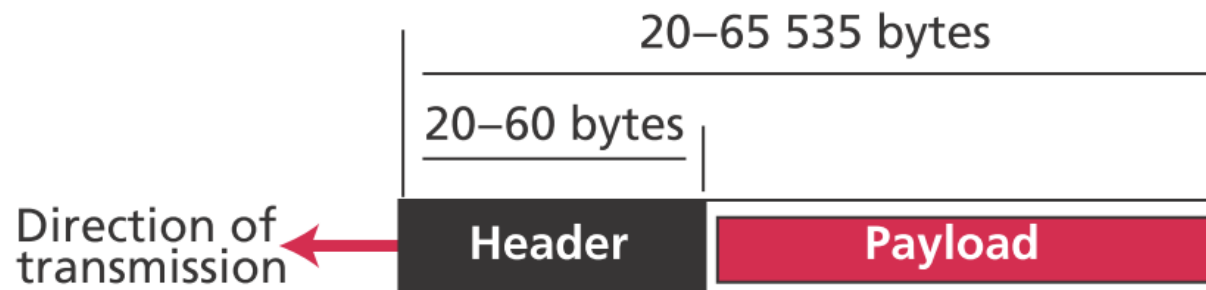 20–65 535 bytes
20–60 bytes
Direction of
transmission
Header
Payload